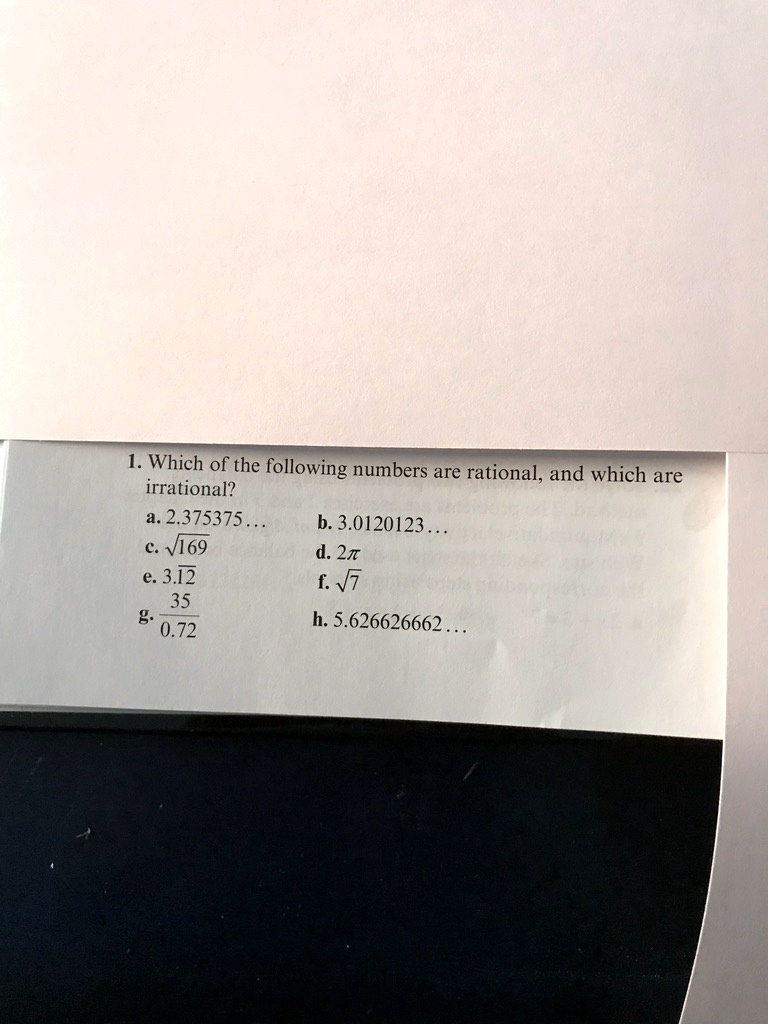 1. Which of the following numbers are rational, and which are
irrational?
a. 2.375375... b. 3.0120123...
c. √169 d. 2π
e. 3.1̅2̅ f. √7
g. 35/0.72 h. 5.626626662...